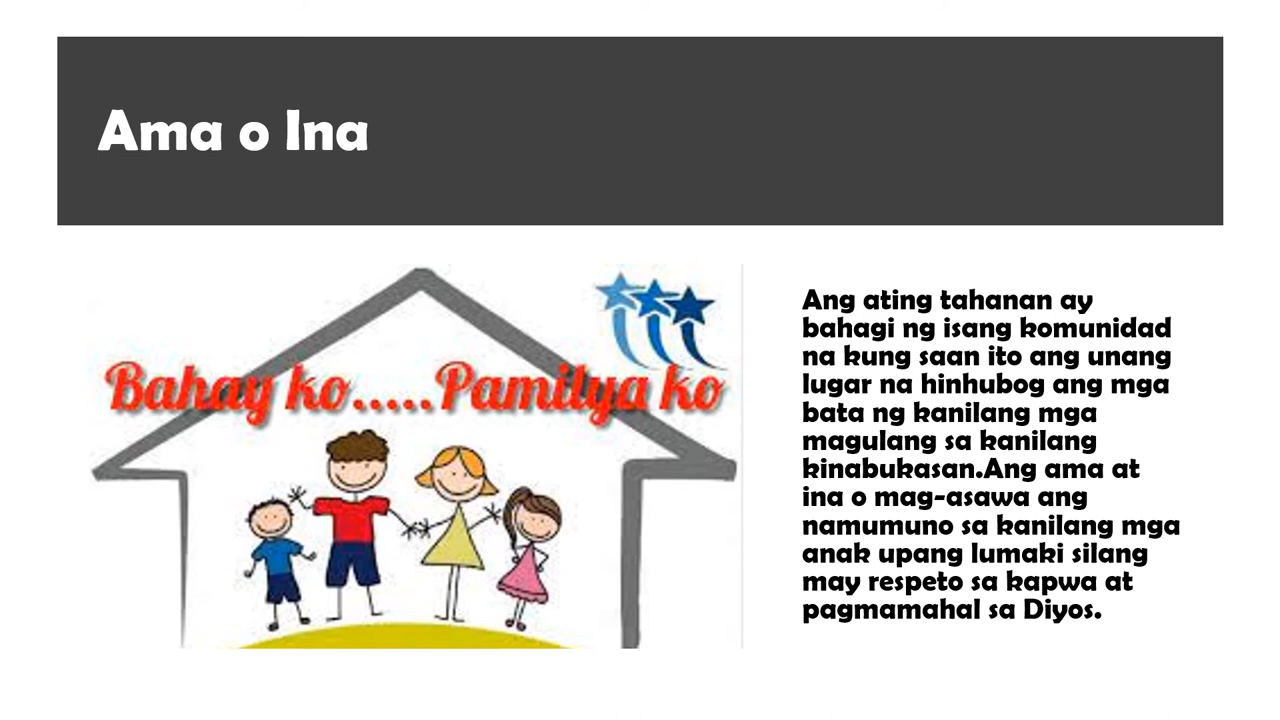 Ama o Ina
Bahay ko.....Pamilya ko
Ang ating tahanan ay
bahagi ng isang komunidad
na kung saan ito ang unang
lugar na hinhubog ang mga
bata ng kanilang mga
magulang sa kanilang
kinabukasan.Ang ama at
ina o mag-asawa ang
namumuno sa kanilang mga
anak upang lumaki silang
may respeto sa kapwa at
pagmamahal sa Diyos.